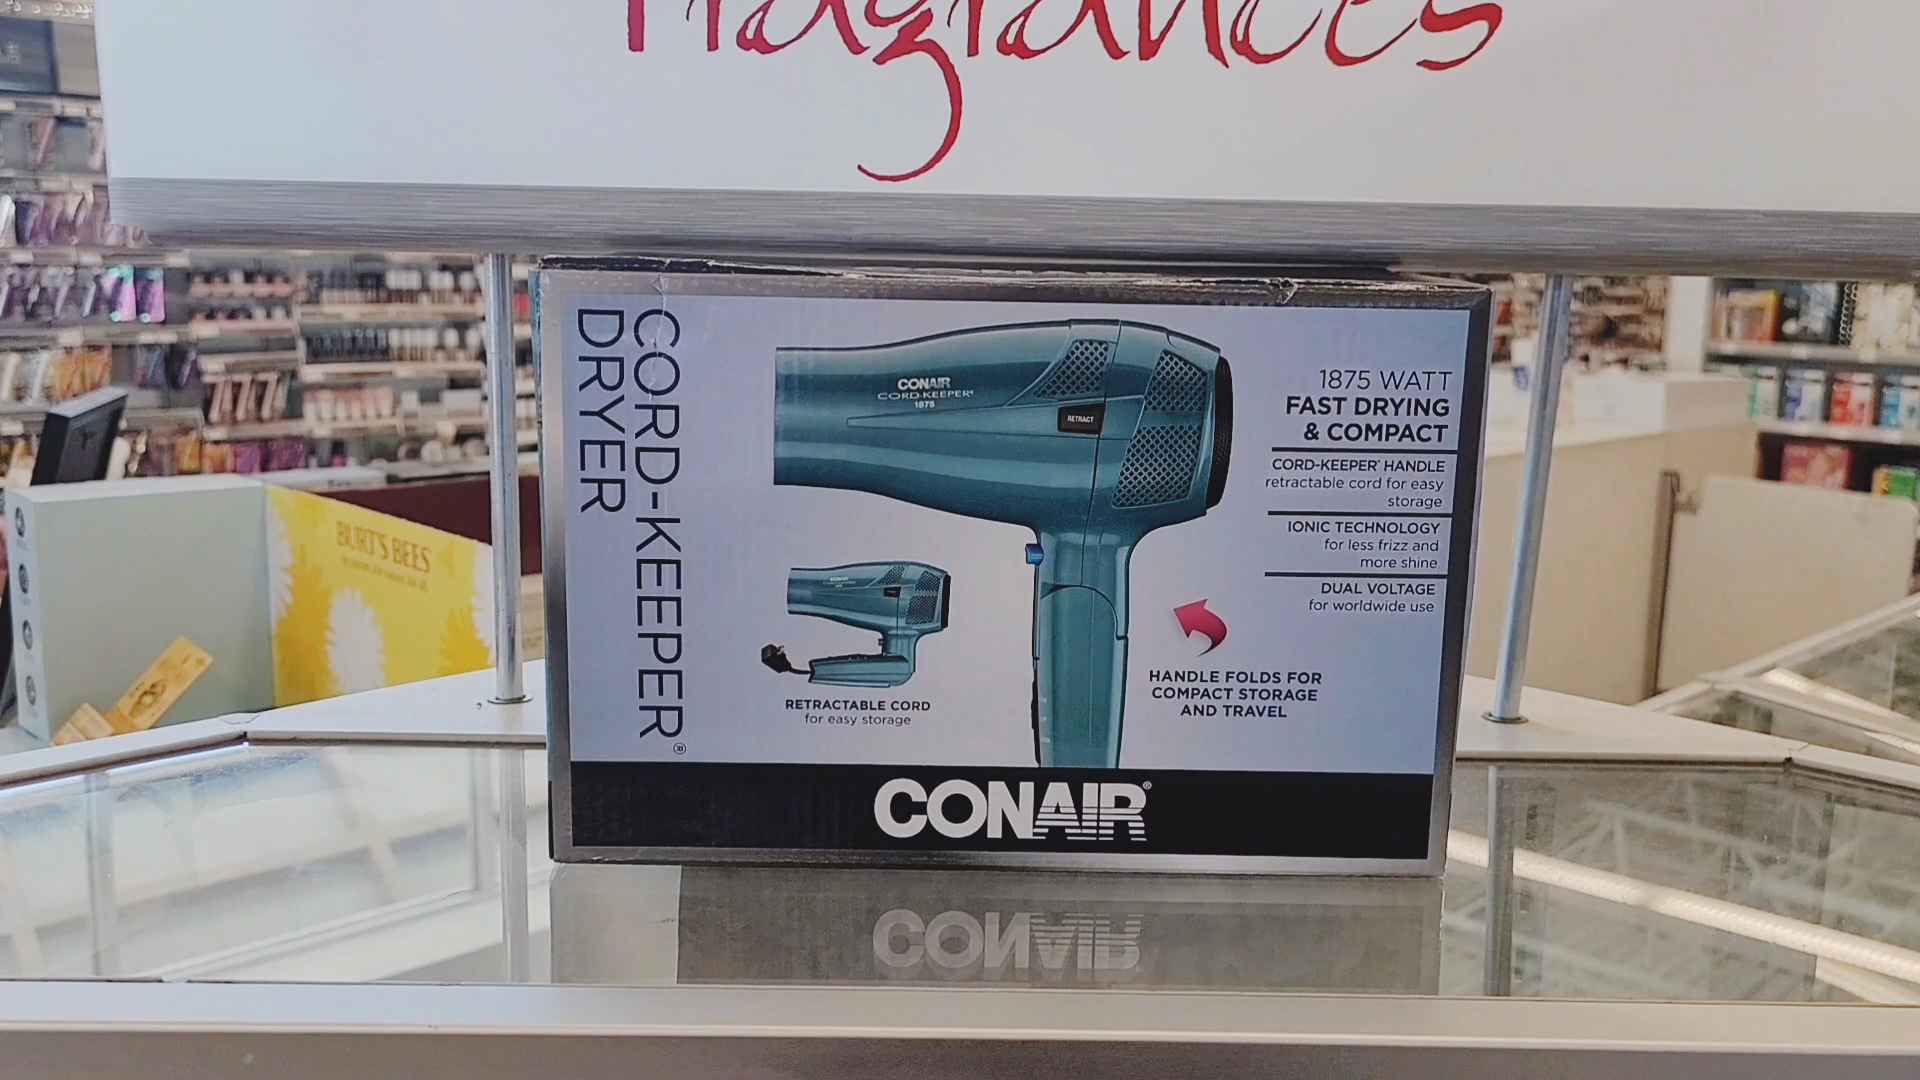 Fragrances
CORD-KEEPER®
DRYER
CONAIR
CORD-KEEPER®
1875
RETRACT
1875 WATT
FAST DRYING
& COMPACT
CORD-KEEPER® HANDLE
retractable cord for easy
storage
IONIC TECHNOLOGY
for less frizz and
more shine
DUAL VOLTAGE
for worldwide use
CONAIR
RETRACTABLE CORD
for easy storage
HANDLE FOLDS FOR
COMPACT STORAGE
AND TRAVEL
CONAIR®
BURT'S BEES